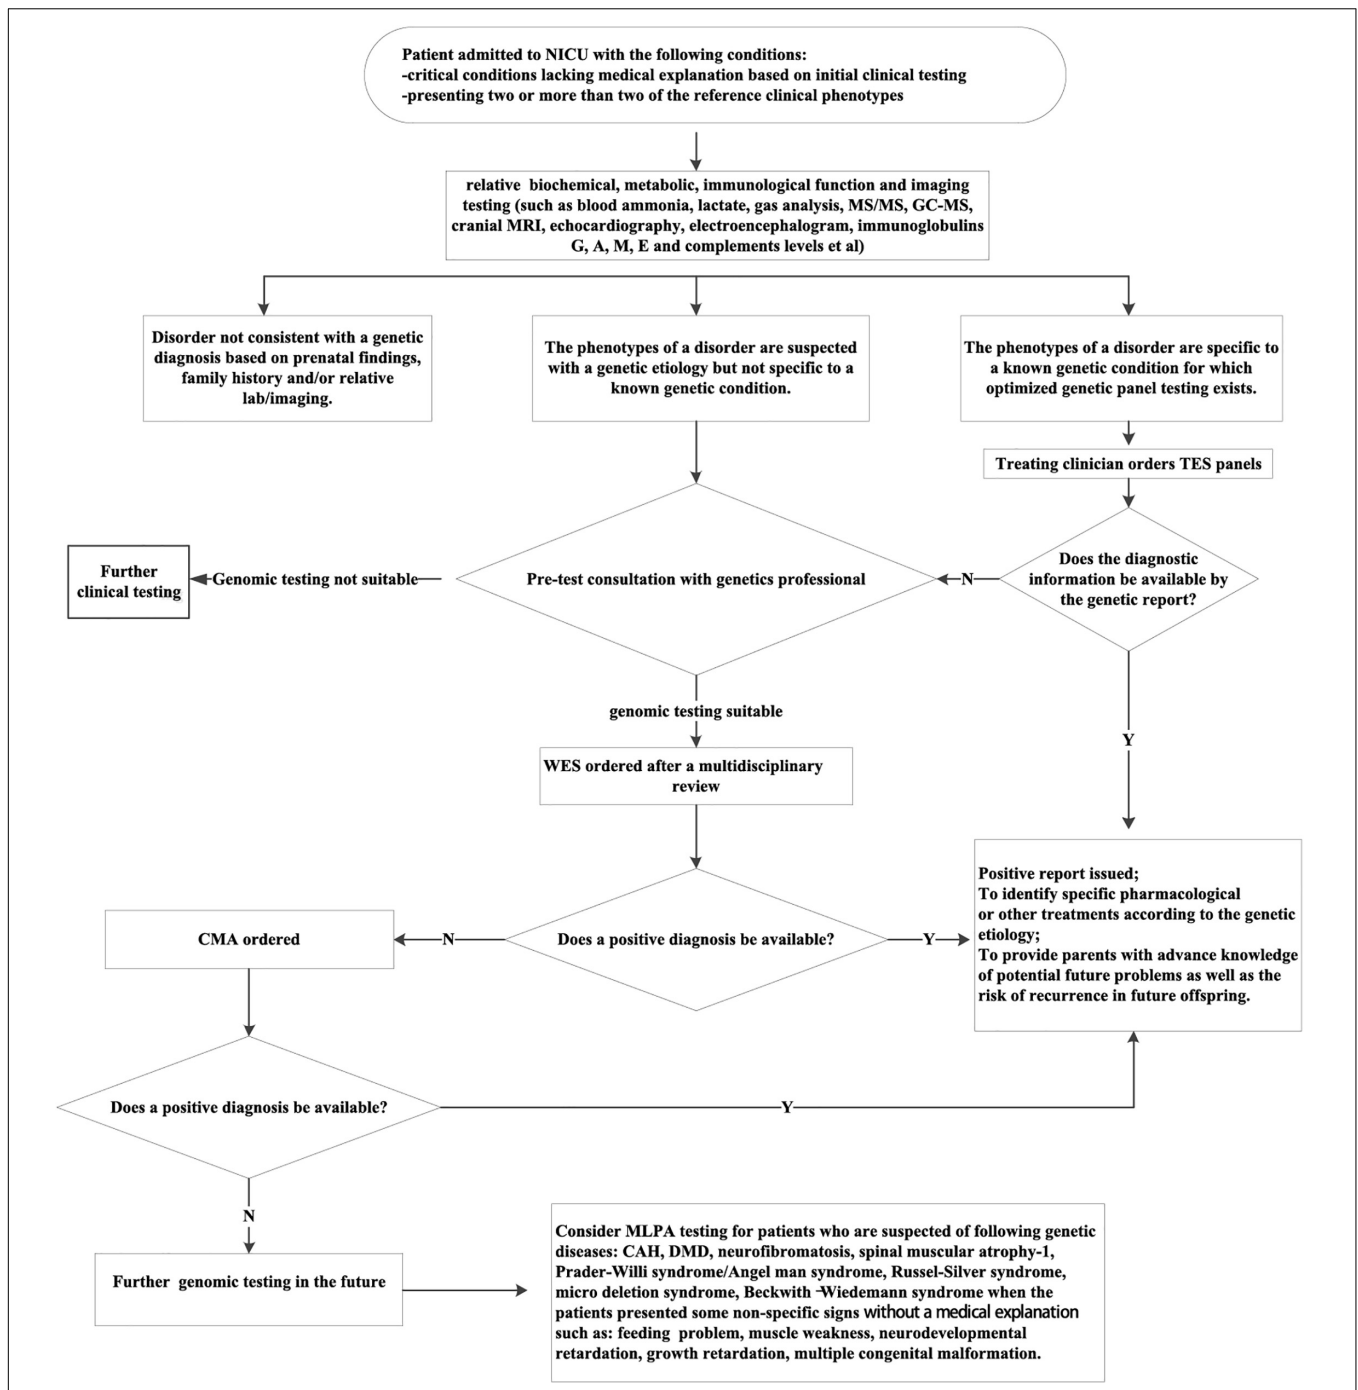 Patient admitted to NICU with the following conditions:
-critical conditions lacking medical explanation based on initial clinical testing
-presenting two or more than two of the reference clinical phenotypes
relative biochemical, metabolic, immunological function and imaging
testing (such as blood ammonia, lactate, gas analysis, MS/MS, GC-MS,
cranial MRI, echocardiography, electroencephalogram, immunoglobulins
G, A, M, E and complements levels et al)
Disorder not consistent with a genetic
diagnosis based on prenatal findings,
family history and/or relative
lab/imaging.
The phenotypes of a disorder are suspected
with a genetic etiology but not specific to a
known genetic condition.
The phenotypes of a disorder are specific to
a known genetic condition for which
optimized genetic panel testing exists.
Treating clinician orders TES panels
Does the diagnostic
information be available by
the genetic report?
N
Pre-test consultation with genetics professional
Genomic testing not suitable
Further
clinical testing
genomic testing suitable
Y
WES ordered after a multidisciplinary
review
Does a positive diagnosis be available?
Y
N
Positive report issued;
To identify specific pharmacological
or other treatments according to the genetic
etiology;
To provide parents with advance knowledge
of potential future problems as well as the
risk of recurrence in future offspring.
CMA ordered
Does a positive diagnosis be available?
Y
N
Further genomic testing in the future
Consider MLPA testing for patients who are suspected of following genetic
diseases: CAH, DMD, neurofibromatosis, spinal muscular atrophy-1,
Prader-Willi syndrome/Angel man syndrome, Russel-Silver syndrome,
micro deletion syndrome, Beckwith -Wiedemann syndrome when the
patients presented some non-specific signs without a medical explanation
such as: feeding problem, muscle weakness, neurodevelopmental
retardation, growth retardation, multiple congenital malformation.